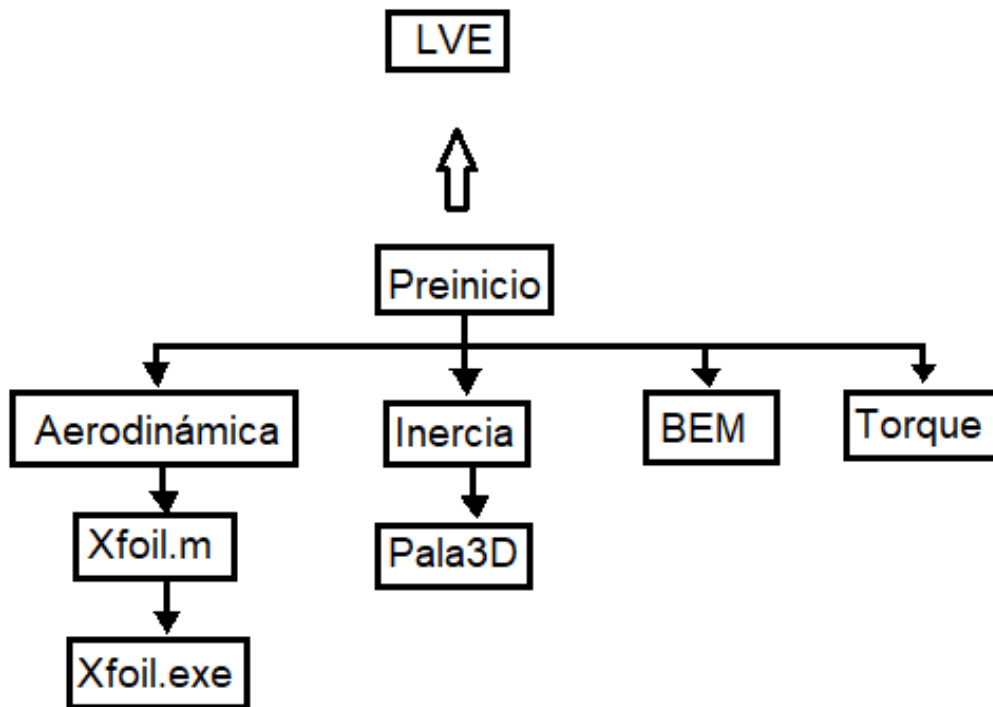 LVE
Preinicio
Aerodinámica
Inercia
BEM
Torque
Xfoil.m
Pala3D
Xfoil.exe